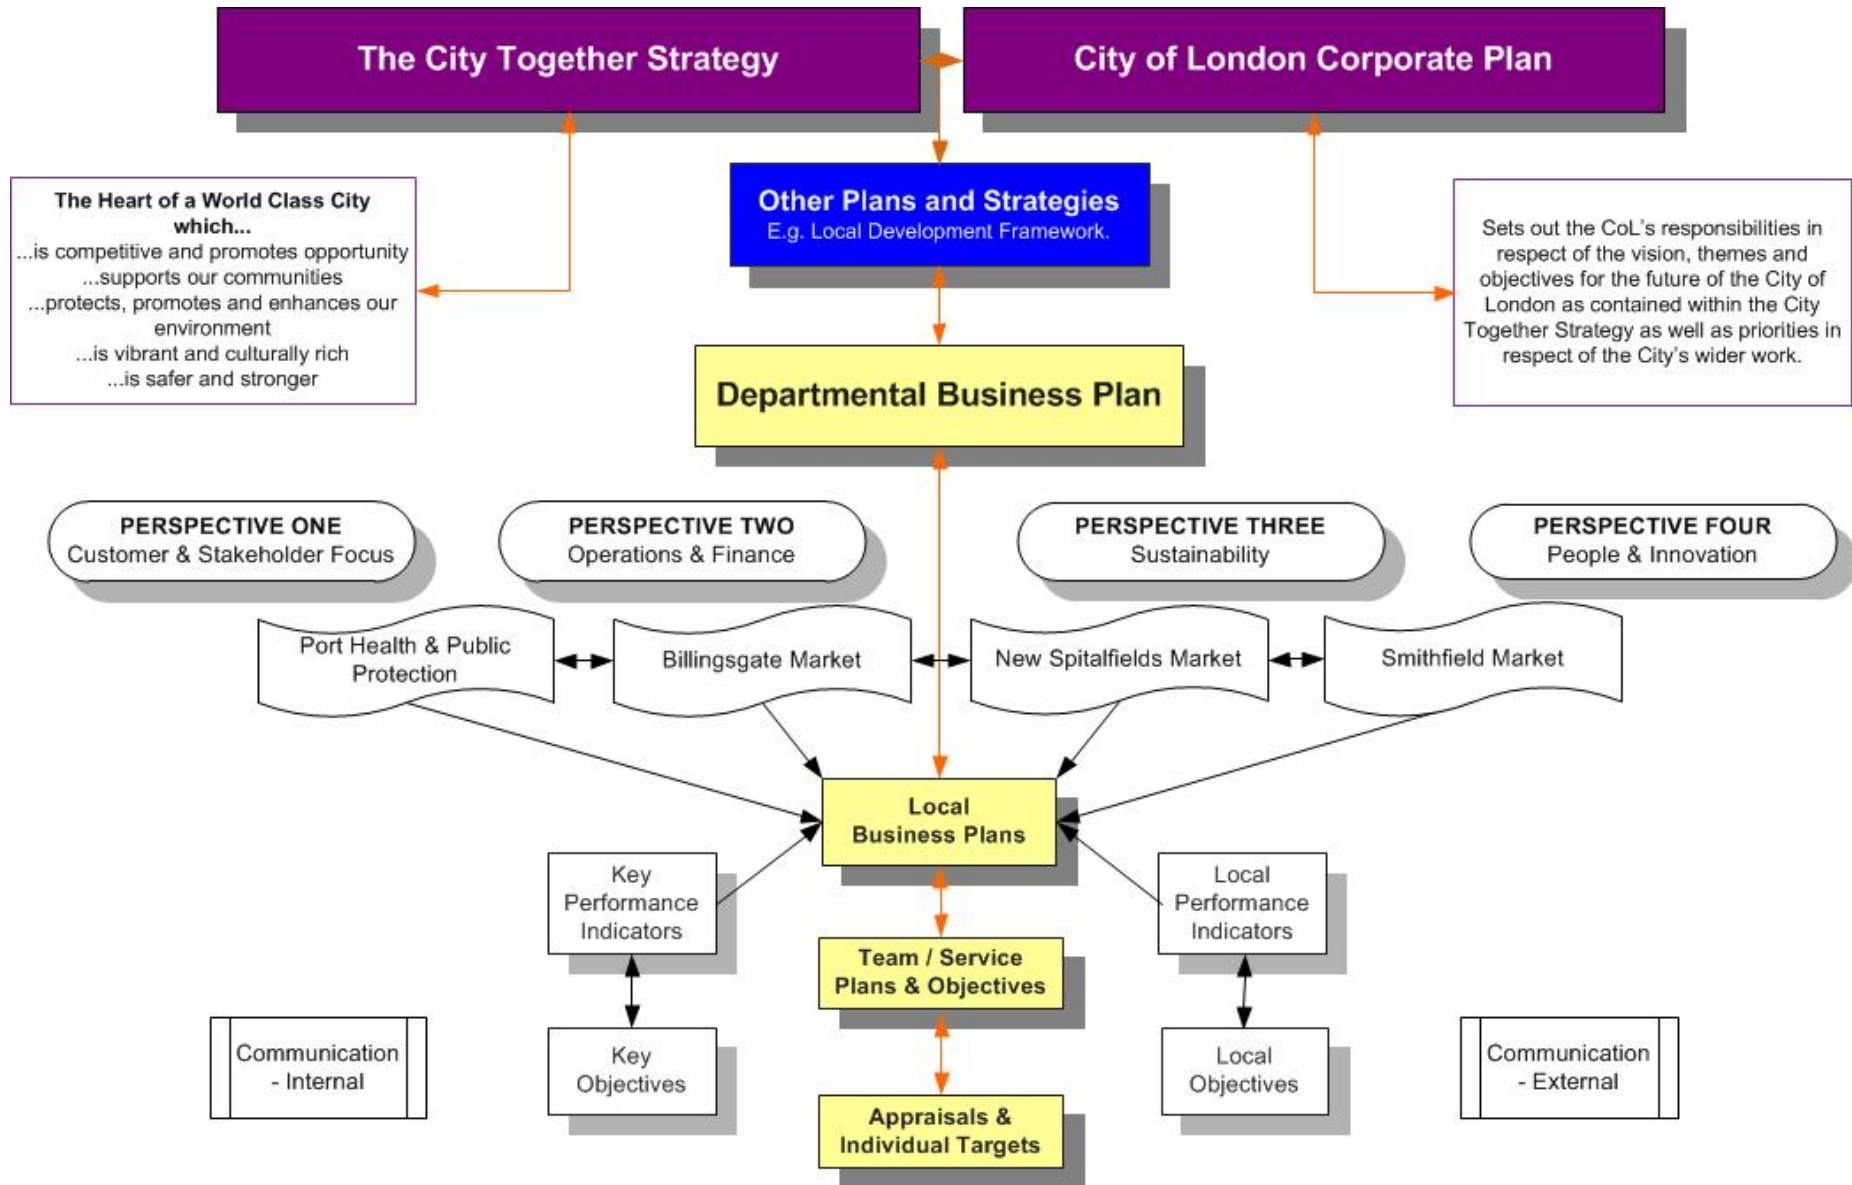 The City Together Strategy
City of London Corporate Plan
The Heart of a World Class City
which...
...is competitive and promotes opportunity
...supports our communities
...protects, promotes and enhances our
environment
...is vibrant and culturally rich
...is safer and stronger
Other Plans and Strategies
E.g. Local Development Framework.
Sets out the CoL's responsibilities in
respect of the vision, themes and
objectives for the future of the City of
London as contained within the City
Together Strategy as well as priorities in
respect of the City's wider work.
Departmental Business Plan
PERSPECTIVE ONE
Customer & Stakeholder Focus
PERSPECTIVE TWO
Operations & Finance
PERSPECTIVE THREE
Sustainability
PERSPECTIVE FOUR
People & Innovation
Port Health & Public
Protection
Billingsgate Market
New Spitalfields Market
Smithfield Market
Local
Business Plans
Key
Performance
Indicators
Local
Performance
Indicators
Team / Service
Plans & Objectives
Communication
- Internal
Key
Objectives
Local
Objectives
Communication
- External
Appraisals &
Individual Targets